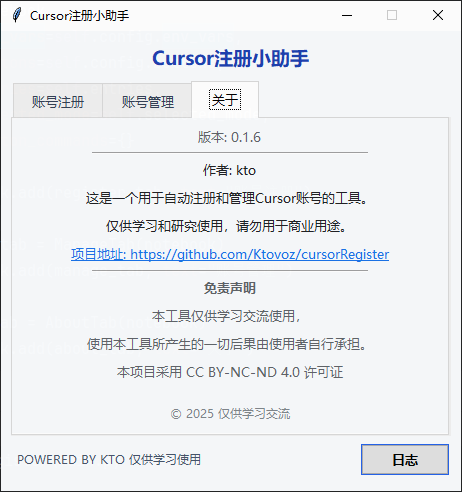 Cursor注册小助手
Cursor注册小助手
账号注册 账号管理 关于
版本: 0.1.6
作者: kto
这是一个用于自动注册和管理Cursor账号的工具。
仅供学习和研究使用，请勿用于商业用途。
项目地址: https://github.com/Ktovoz/cursorRegister
免责声明
本工具仅供学习交流使用，
使用本工具所产生的一切后果由使用者自行承担。
本项目采用 CC BY-NC-ND 4.0 许可证
© 2025 仅供学习交流
POWERED BY KTO 仅供学习使用 日志